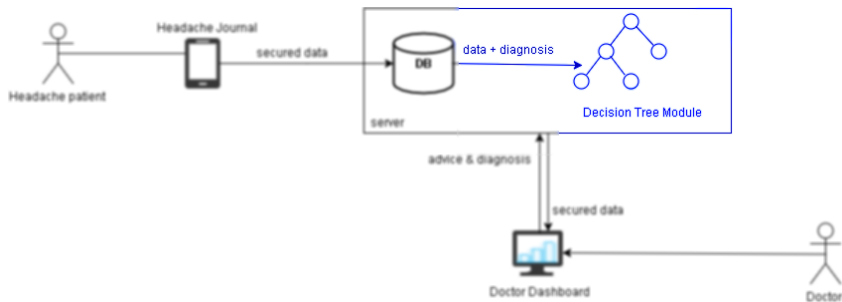 Headache Journal
secured data
DB
data + diagnosis
Headache patient
Decision Tree Module
server
advice & diagnosis
secured data
Doctor Dashboard
Doctor